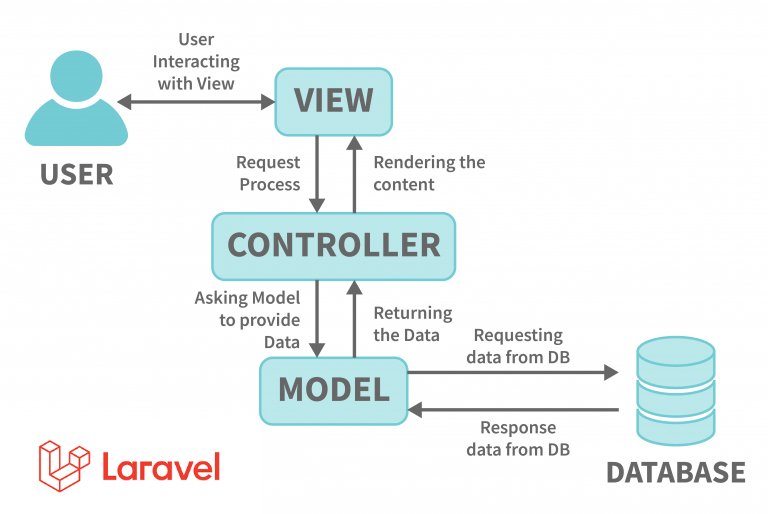 User
Interacting
with View
VIEW
USER
Request
Process
Rendering the
content
CONTROLLER
Asking Model
to provide
Data
Returning
the Data
Requesting
data from DB
MODEL
Response
data from DB
Laravel
DATABASE